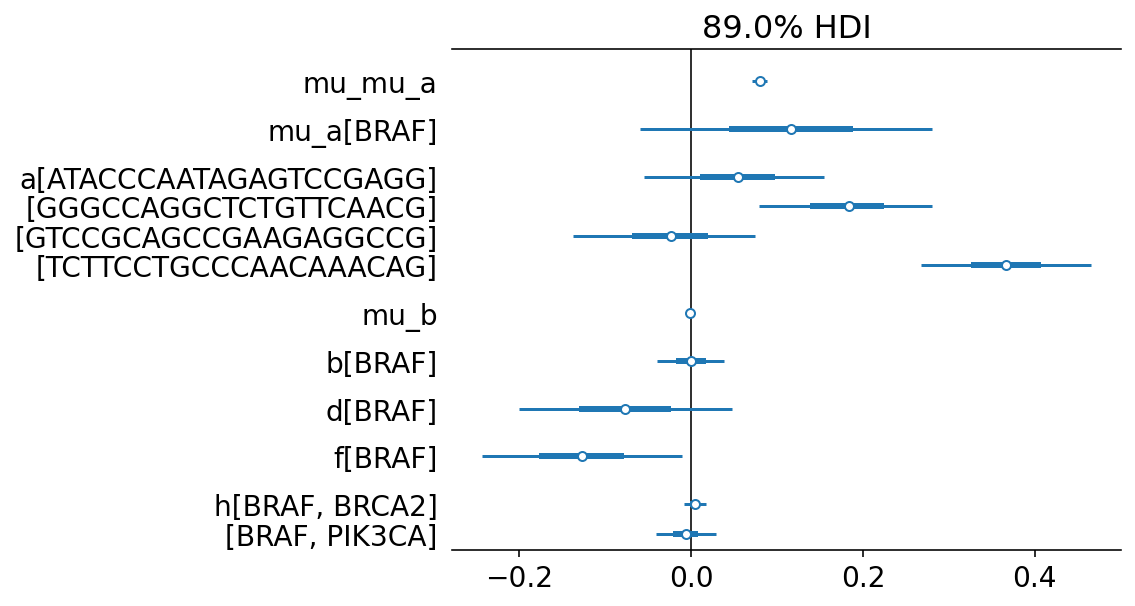 89.0% HDI
mu_mu_a
mu_a[BRAF]
a[ATACCCAATAGAGTCCGAGG]
[GGGCCAGGCTCTGTTCAACG]
[GTCCGCAGCCGAAGAGGCCG]
[TCTTCCTGCCCAACAAACAG]
mu_b
b[BRAF]
d[BRAF]
f[BRAF]
h[BRAF, BRCA2]
[BRAF, PIK3CA]
−0.2 0.0 0.2 0.4